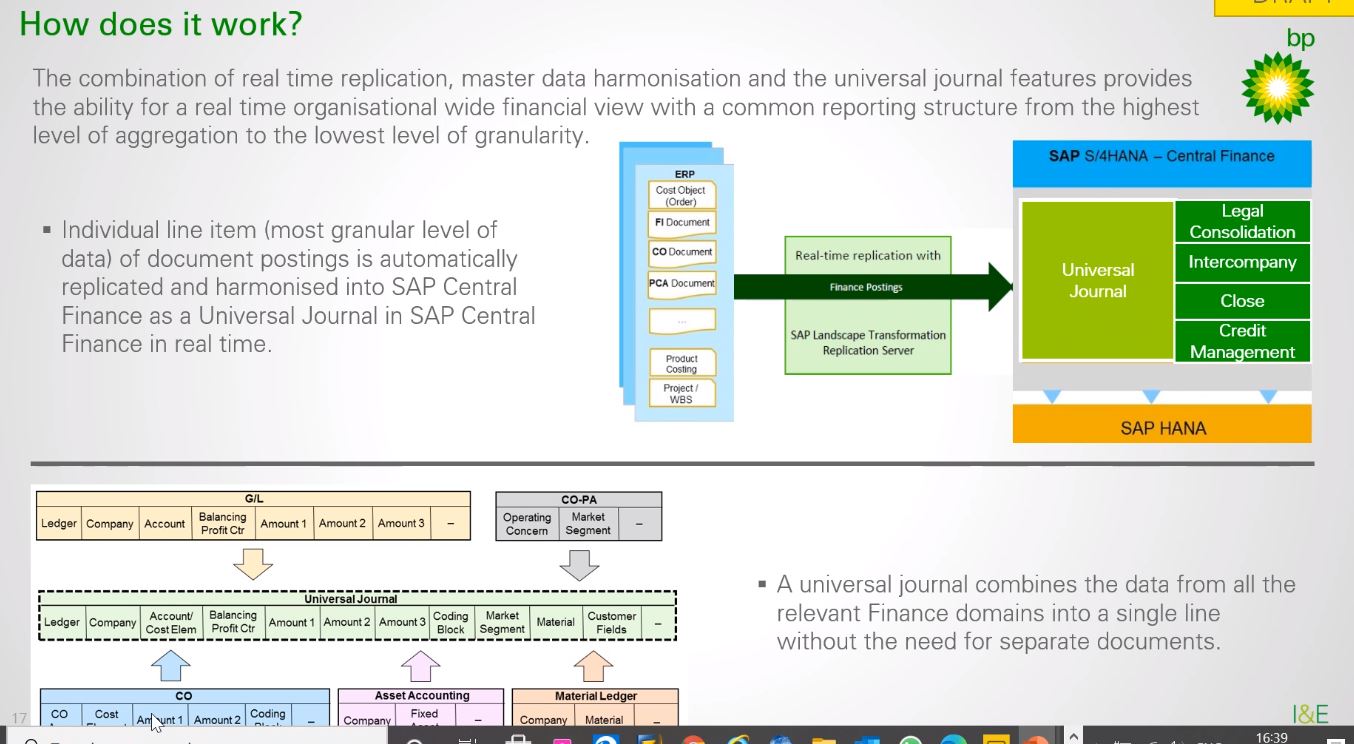 How does it work?
bp
The combination of real time replication, master data harmonisation and the universal journal features provides
the ability for a real time organisational wide financial view with a common reporting structure from the highest
level of aggregation to the lowest level of granularity.
▪ Individual line item (most granular level of
data) of document postings is automatically
replicated and harmonised into SAP Central
Finance as a Universal Journal in SAP Central
Finance in real time.
ERP
Cost Object
(Order)
FI Document
CO Document
PCA Document
...
Product
Costing
Project /
WBS
Real-time replication with
Finance Postings
SAP Landscape Transformation
Replication Server
SAP S/4HANA – Central Finance
Universal
Journal
Legal
Consolidation
Intercompany
Close
Credit
Management
SAP HANA
G/L
Ledger Company Account Balancing Profit Ctr Amount 1 Amount 2 Amount 3 –
CO-PA
Operating Concern Market Segment –
Universal Journal
Ledger Company Account/ Cost Elem Balancing Profit Ctr Amount 1 Amount 2 Amount 3 Coding Block Market Segment Material Customer Fields –
CO
CO Cost Amount 1 Amount 2 Coding –
Asset Accounting
Company Fixed –
Material Ledger
Company Material –
▪ A universal journal combines the data from all the
relevant Finance domains into a single line
without the need for separate documents.
17
I&E
16:39